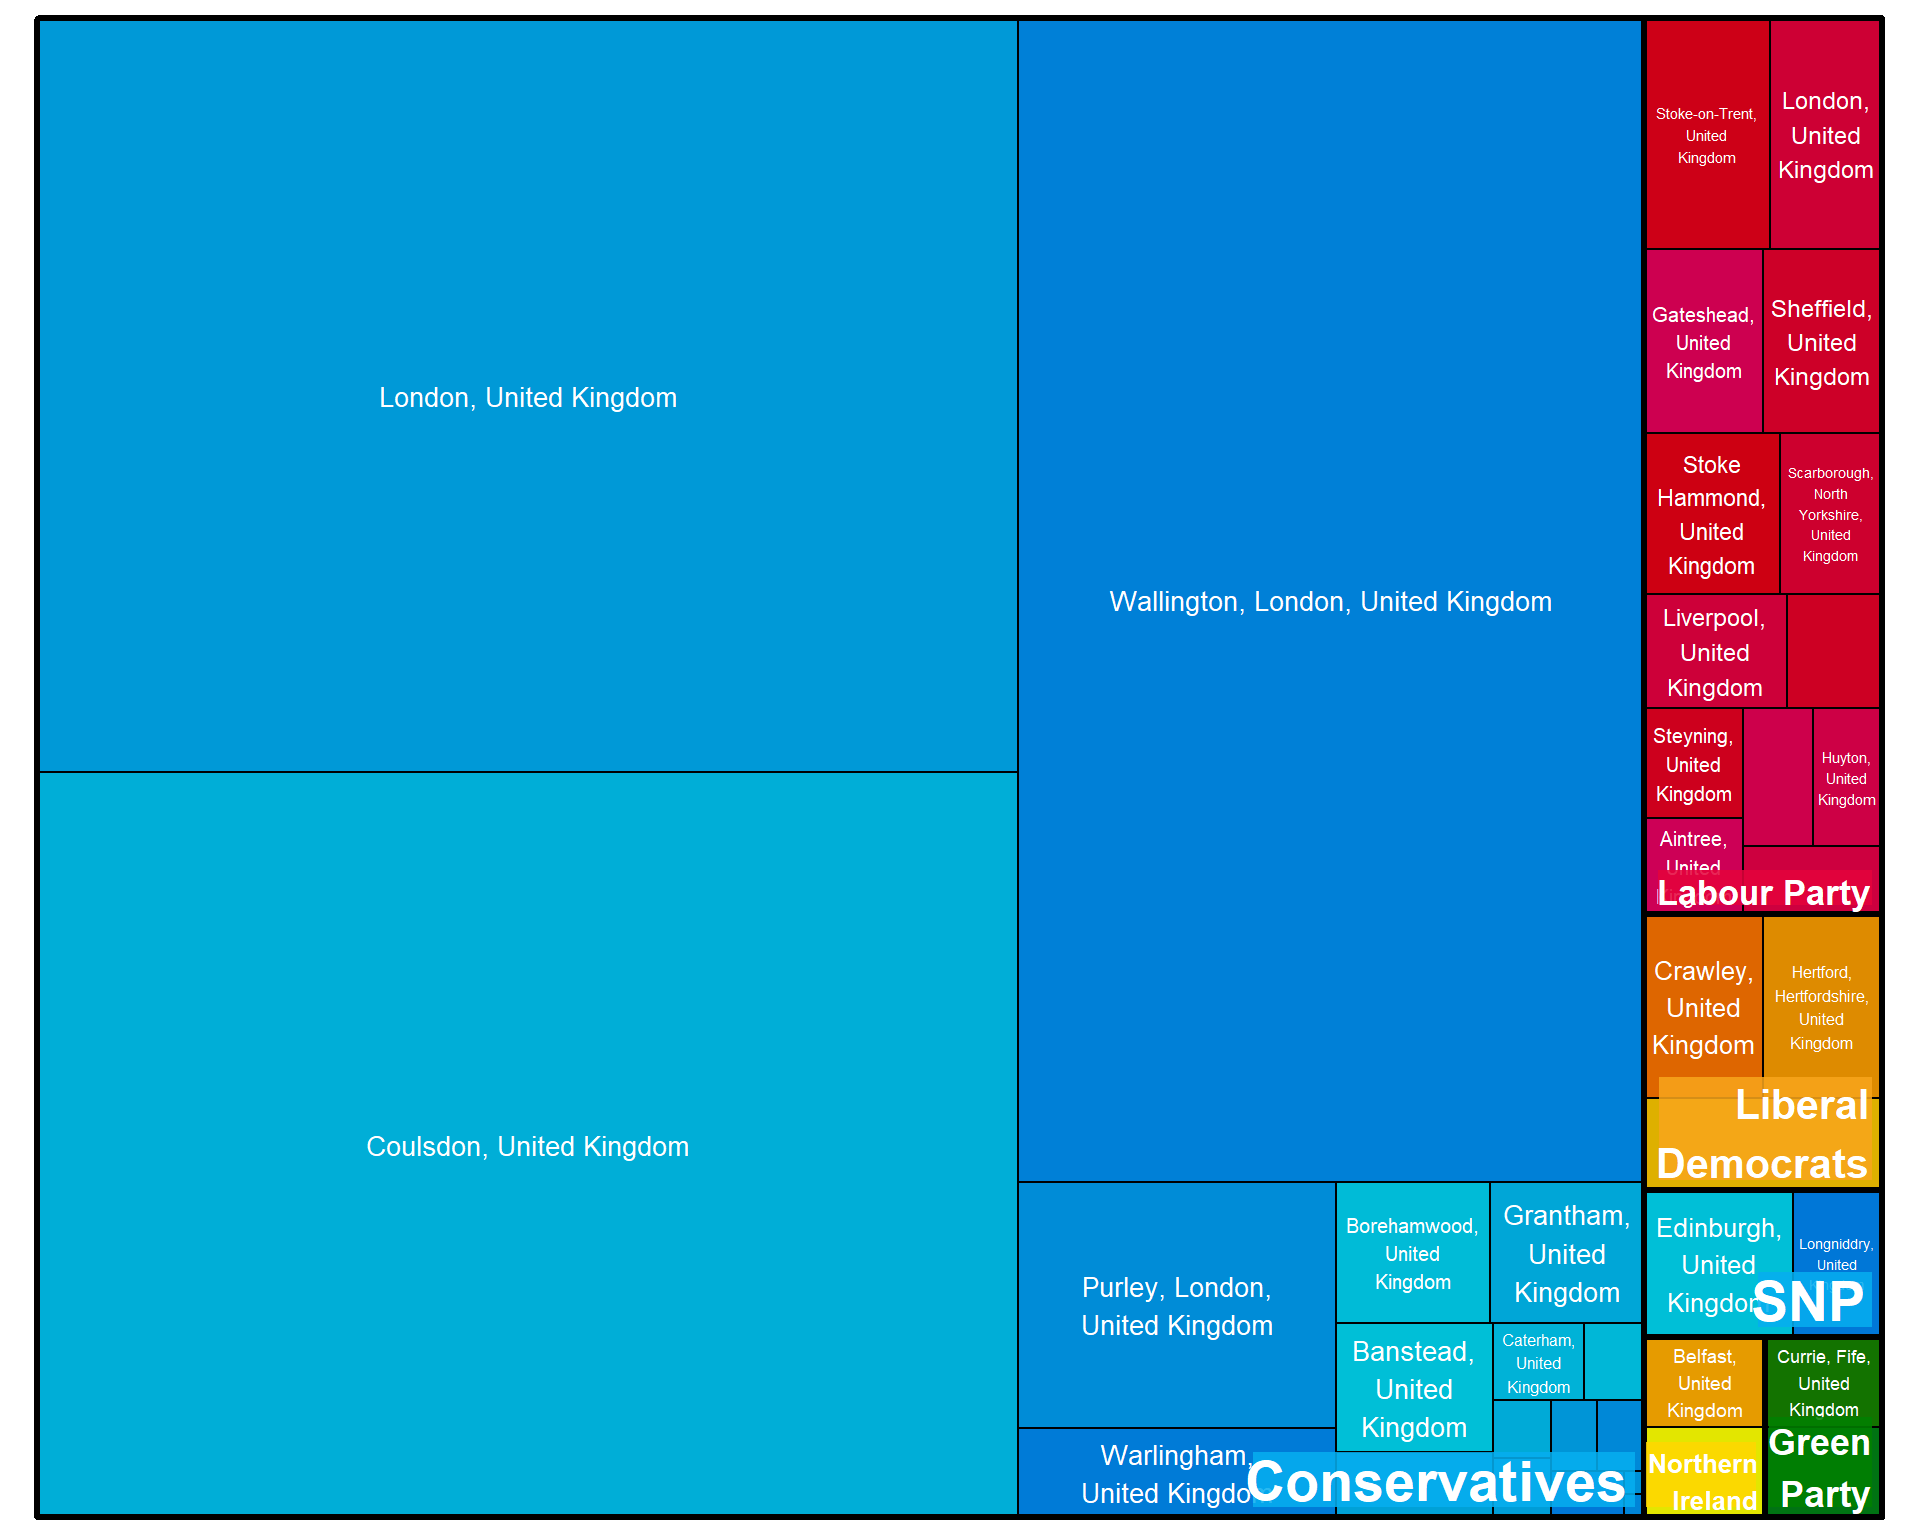 London, United Kingdom
Coulsdon, United Kingdom
Wallington, London, United Kingdom
Purley, London,
United Kingdom
Warlingham,
United Kingdom
Borehamwood,
United
Kingdom
Grantham,
United
Kingdom
Banstead,
United
Kingdom
Caterham,
United
Kingdom
Conservatives
Stoke-on-Trent,
United
Kingdom
London,
United
Kingdom
Gateshead,
United
Kingdom
Sheffield,
United
Kingdom
Stoke
Hammond,
United
Kingdom
Scarborough,
North
Yorkshire,
United
Kingdom
Liverpool,
United
Kingdom
Steyning,
United
Kingdom
Huyton,
United
Kingdom
Aintree,
United
Labour Party
Crawley,
United
Kingdom
Hertford,
Hertfordshire,
United
Kingdom
Liberal
Democrats
Edinburgh,
United
Kingdom
Longniddry,
United
SNP
Belfast,
United
Kingdom
Northern
Ireland
Currie, Fife,
United
Kingdom
Green
Party